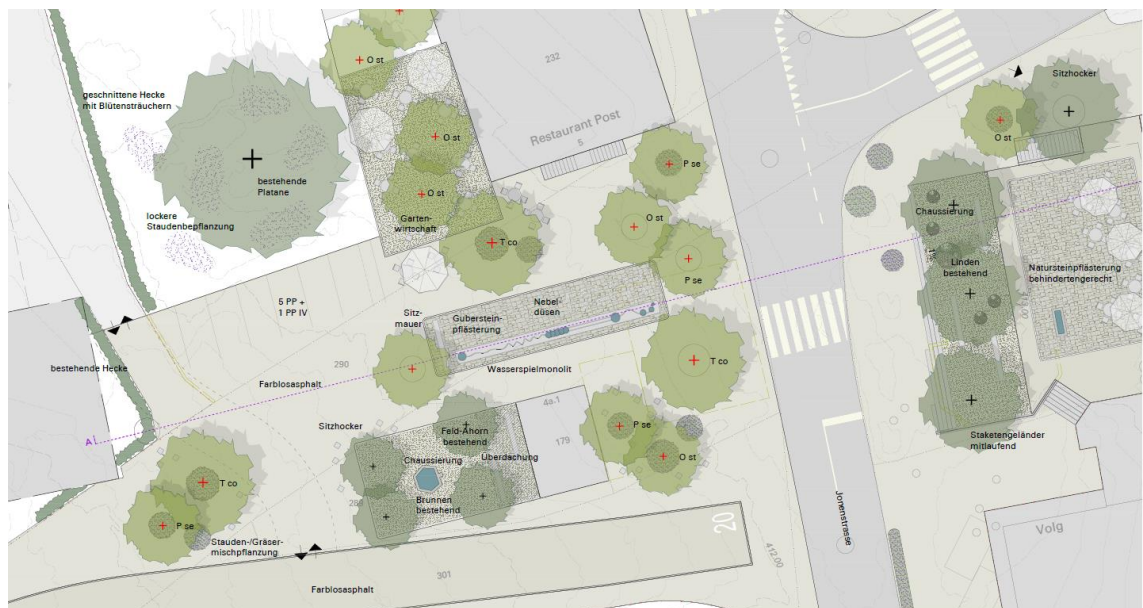 O st
232
Restaurant Post
5
geschnittene Hecke
mit Blütensträuchern
O st
bestehende
Platane
O st
lockere
Staudenbepflanzung
Garten-
wirtschaft
T co
P se
O st
P se
Sitzhocker
O st
Chaussierung
1%
Linden
bestehend
Natursteinpflästerung
behindertengerecht
5 PP +
1 PP IV
Sitz-
mauer
Guberstein-
pflästerung
Nebel-
düsen
290
Wasserspielmonolit
T co
bestehende Hecke
Farblosasphalt
A
Sitzhocker
Feld-Ahorn
bestehend
4a.1
179
Chaussierung
Überdachung
Brunnen
bestehend
P se
O st
Staketengeländer
mitlaufend
T co
P se
Stauden-/Gräser-
mischpflanzung
20
Jonenstrasse
Volg
412.00
301
Farblosasphalt